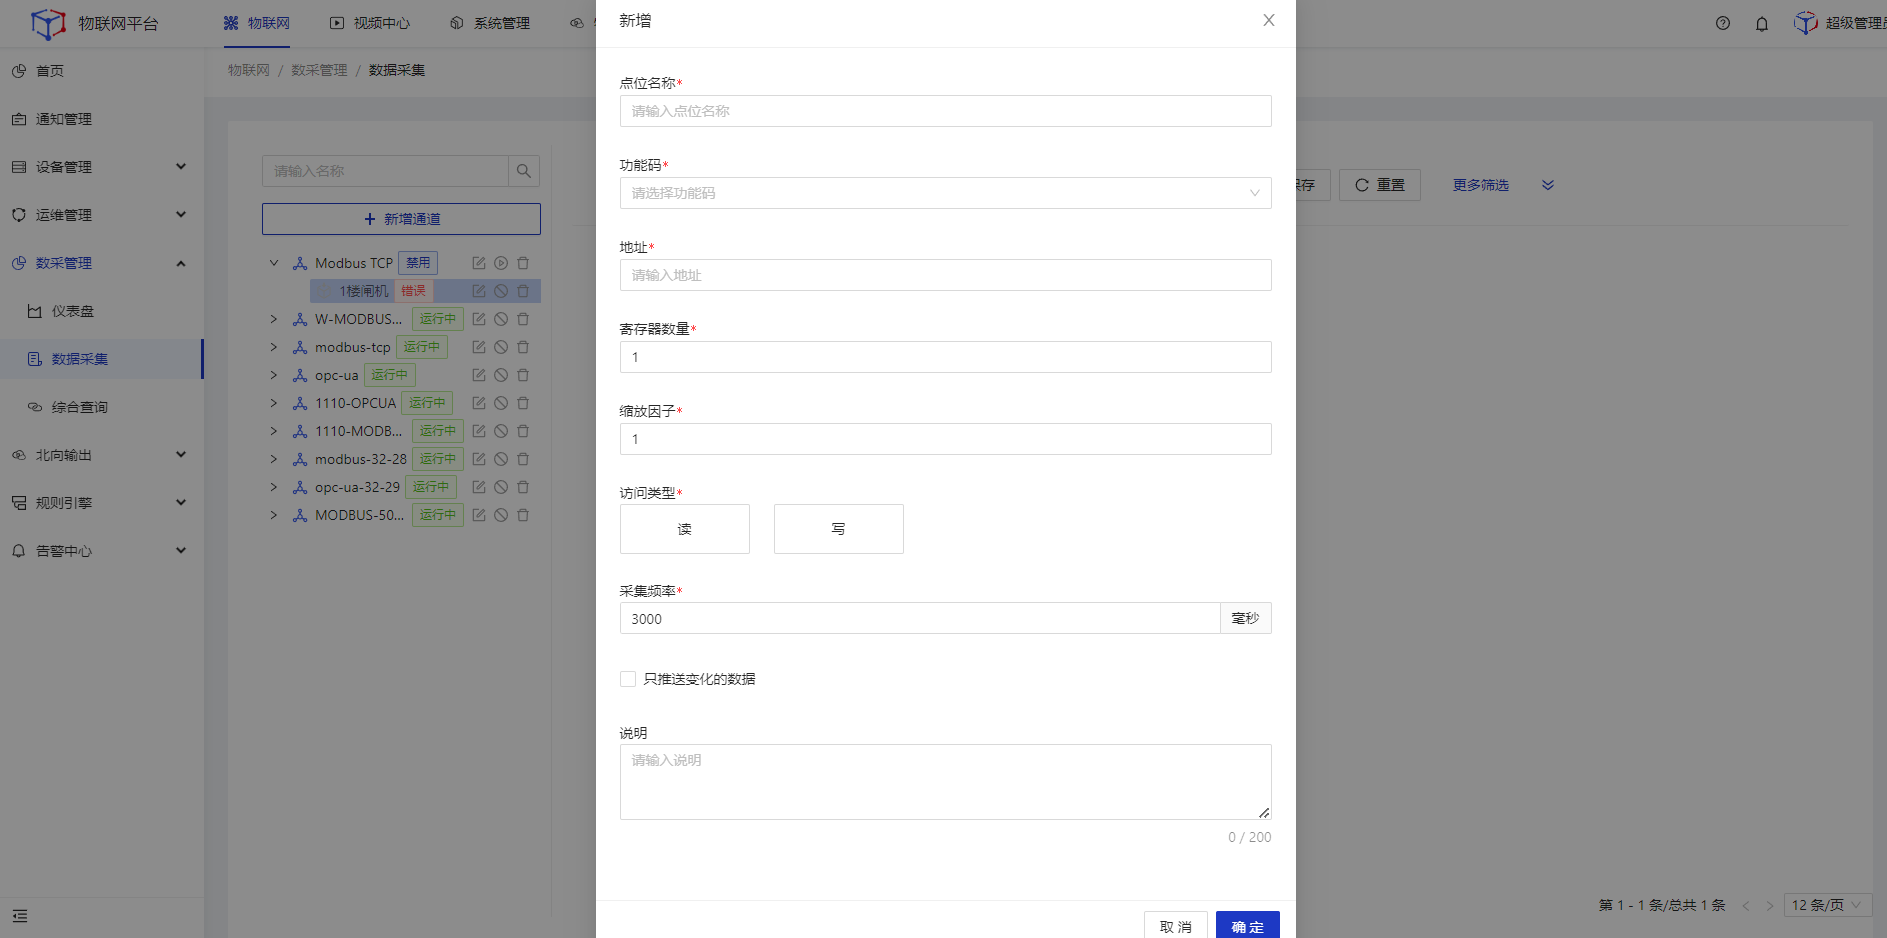 物联网平台
物联网
视频中心
系统管理
超级管理员
首页
通知管理
设备管理
运维管理
数采管理
仪表盘
数据采集
综合查询
北向输出
规则引擎
告警中心
物联网 / 数采管理 / 数据采集
请输入名称
+ 新增通道
Modbus TCP 禁用
1楼闸机 错误
W-MODBUS... 运行中
modbus-tcp 运行中
opc-ua 运行中
1110-OPCUA 运行中
1110-MODB... 运行中
modbus-32-28 运行中
opc-ua-32-29 运行中
MODBUS-50... 运行中
新增
点位名称*
请输入点位名称
功能码*
请选择功能码
地址*
请输入地址
寄存器数量*
1
缩放因子*
1
访问类型*
读
写
采集频率*
3000 毫秒
只推送变化的数据
说明
请输入说明
0 / 200
取 消
确 定
存
重置
更多筛选
第 1 - 1 条/总共 1 条
12 条/页